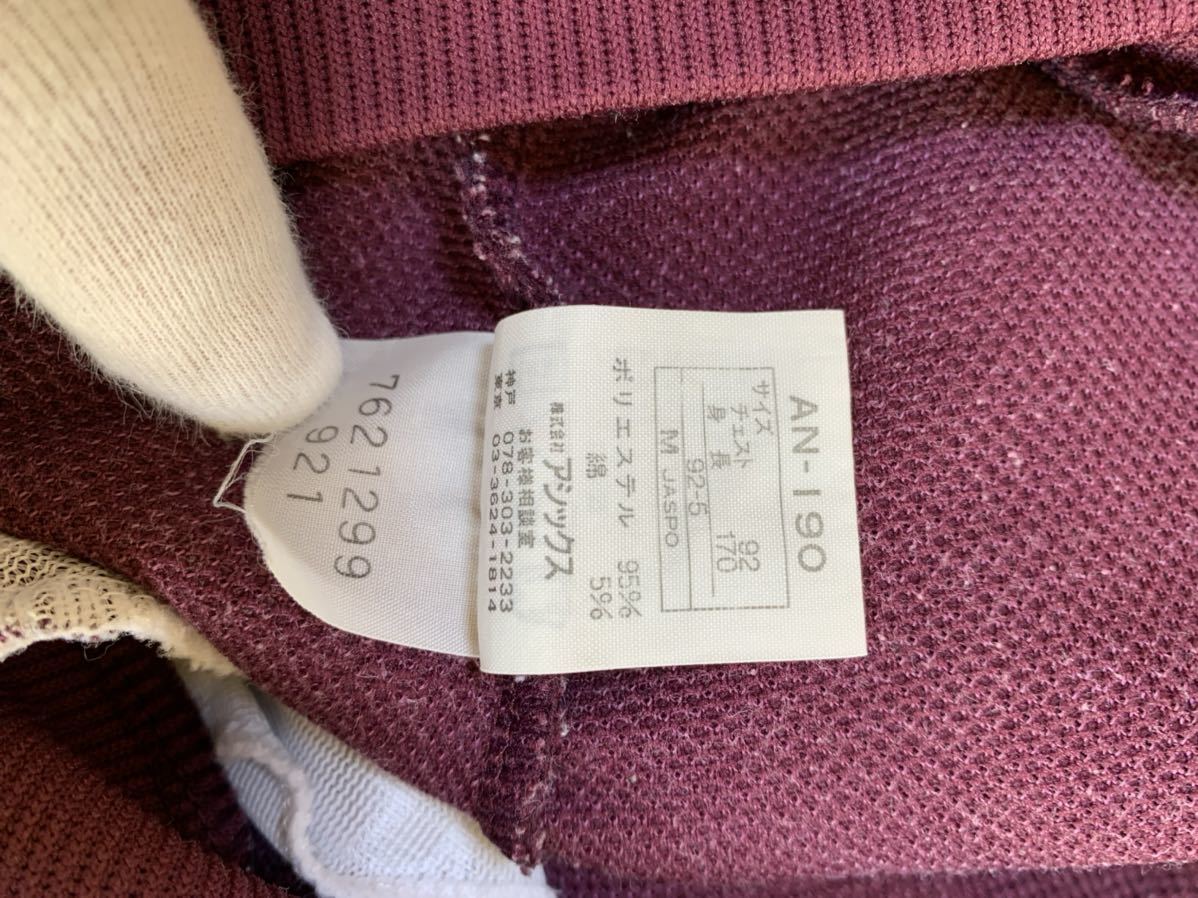 AN-190
サイズ
チェスト 92
身長 170
92-5
M JASPO
ポリエステル 95%
綿 5%
株式会社 アシックス
お客様相談室
神戸 078-303-2233
東京 03-3624-1814
7621299
921